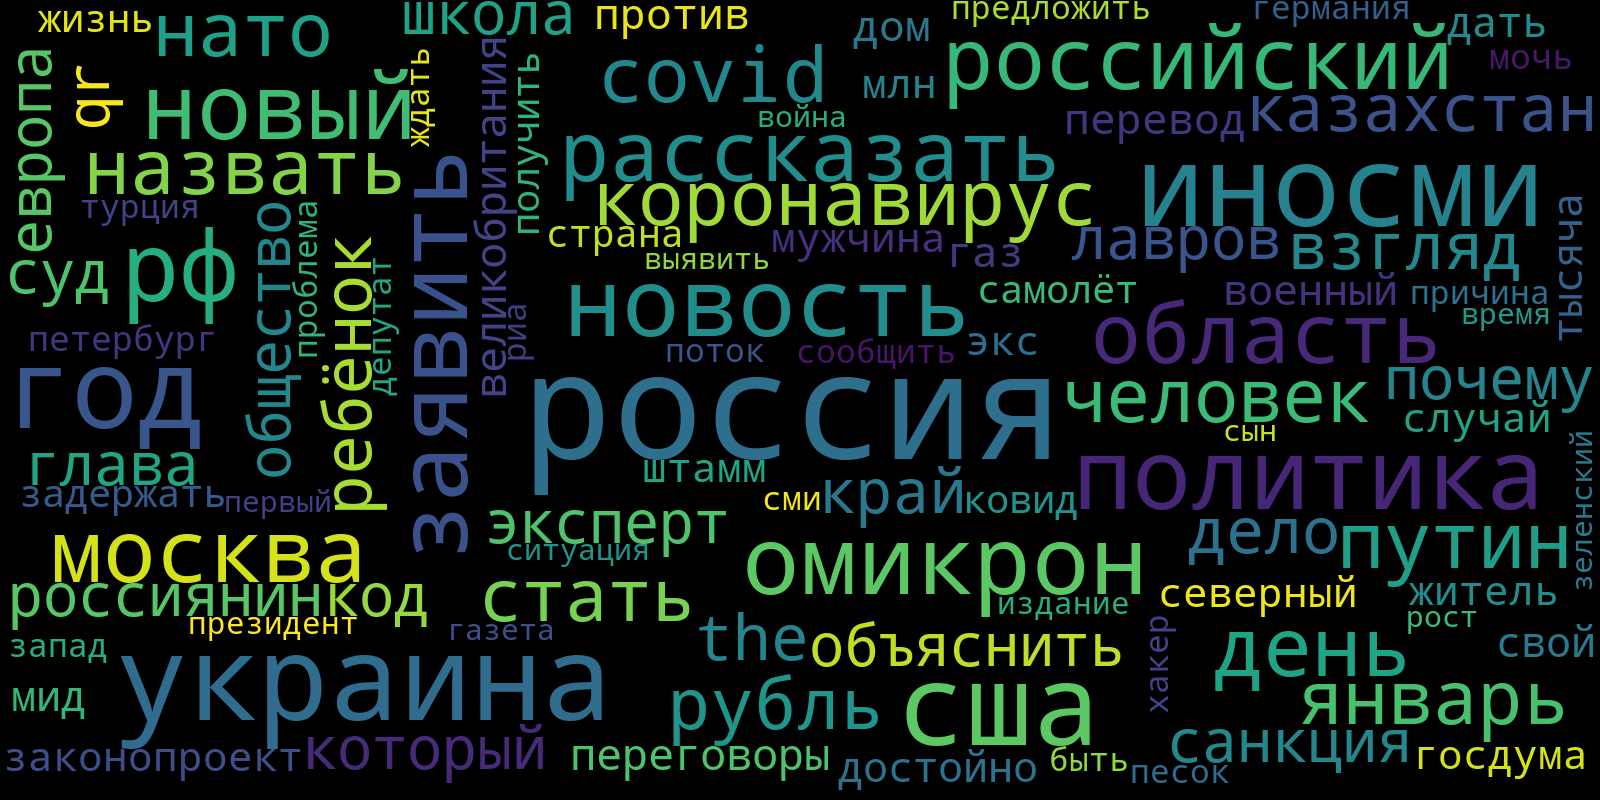 жизнь
нато
школа
против
дом
предложить
германия
дать
европа
qr
новый
ждать
великобритания
получить
covid
млн
российский
мочь
война
перевод
казахстан
назвать
рассказать
турция
коронавирус
иносми
суд
рф
общество
проблема
ребёнок
депутат
заявить
страна
мужчина
газ
лавров
взгляд
тысяча
выявить
новость
самолёт
военный
причина
время
петербург
риа
поток
сообщить
экс
область
год
россия
человек
почему
случай
сын
глава
штамм
политика
зеленский
задержать
первый
сми
край
ковид
москва
эксперт
ситуация
омикрон
дело
путин
россиянин
код
стать
издание
северный
житель
рост
президент
газета
запад
the
объяснить
хакер
день
свой
мид
украина
рубль
сша
январь
законопроект
который
переговоры
достойно
быть
песок
санкция
госдума